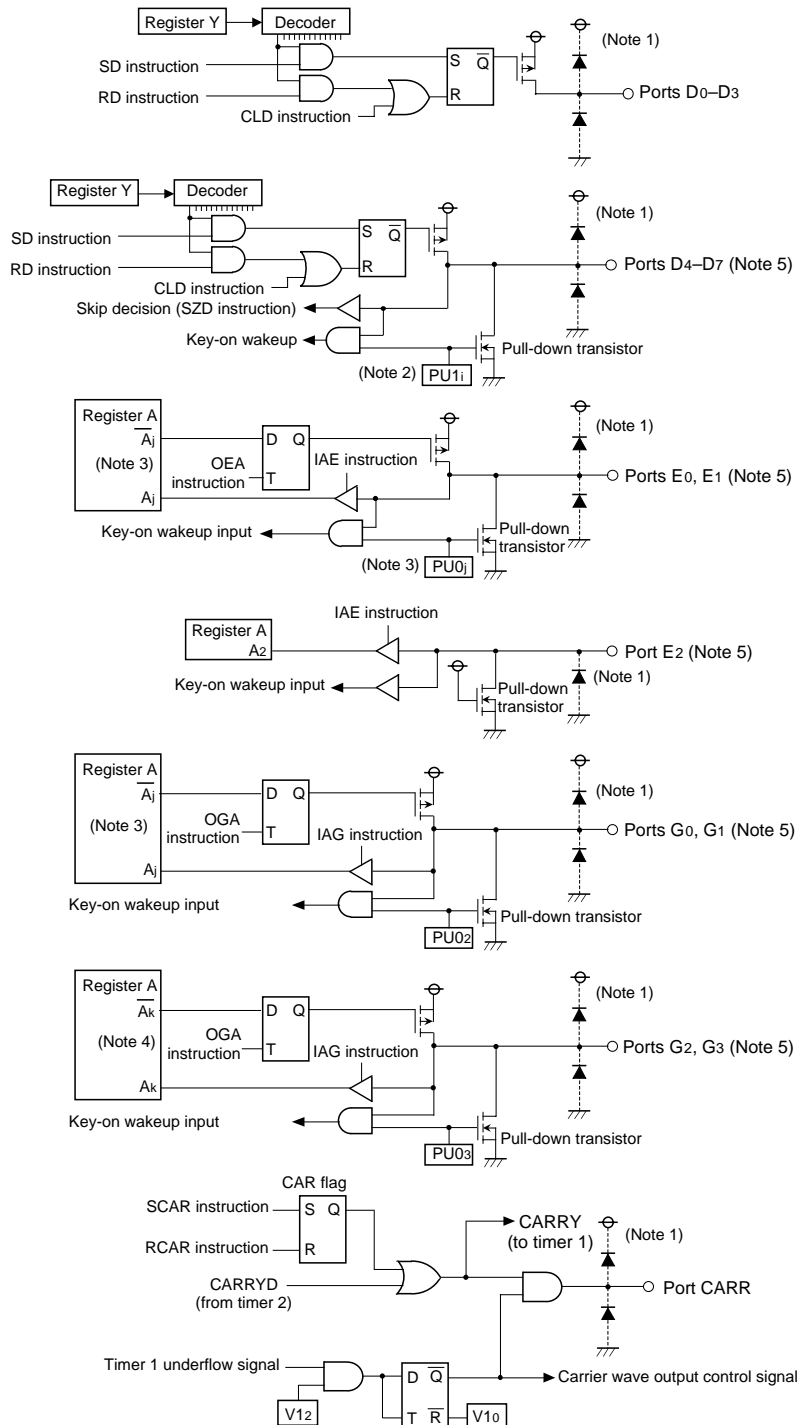 Register Y
Decoder
(Note 1)
SD instruction
S
Q
RD instruction
R
CLD instruction
Ports D0–D3
Register Y
Decoder
(Note 1)
SD instruction
S
Q
RD instruction
R
CLD instruction
Ports D4–D7 (Note 5)
Skip decision (SZD instruction)
Key-on wakeup
Pull-down transistor
(Note 2)
PU1i
Register A
Aj
(Note 3)
D
Q
(Note 1)
OEA
instruction
T
IAE instruction
Aj
Ports E0, E1 (Note 5)
Key-on wakeup input
Pull-down
transistor
(Note 3)
PU0j
IAE instruction
Register A
A2
Port E2 (Note 5)
Key-on wakeup input
Pull-down
transistor
(Note 1)
Register A
Aj
(Note 3)
D
Q
(Note 1)
OGA
instruction
T
IAG instruction
Aj
Ports G0, G1 (Note 5)
Key-on wakeup input
Pull-down transistor
PU02
Register A
Ak
(Note 4)
D
Q
(Note 1)
OGA
instruction
T
IAG instruction
Ak
Ports G2, G3 (Note 5)
Key-on wakeup input
Pull-down transistor
PU03
CAR flag
SCAR instruction
S
Q
RCAR instruction
R
CARRY
(to timer 1)
(Note 1)
CARRYD
(from timer 2)
Port CARR
Timer 1 underflow signal
D
Q
Carrier wave output control signal
V12
T
R
V10